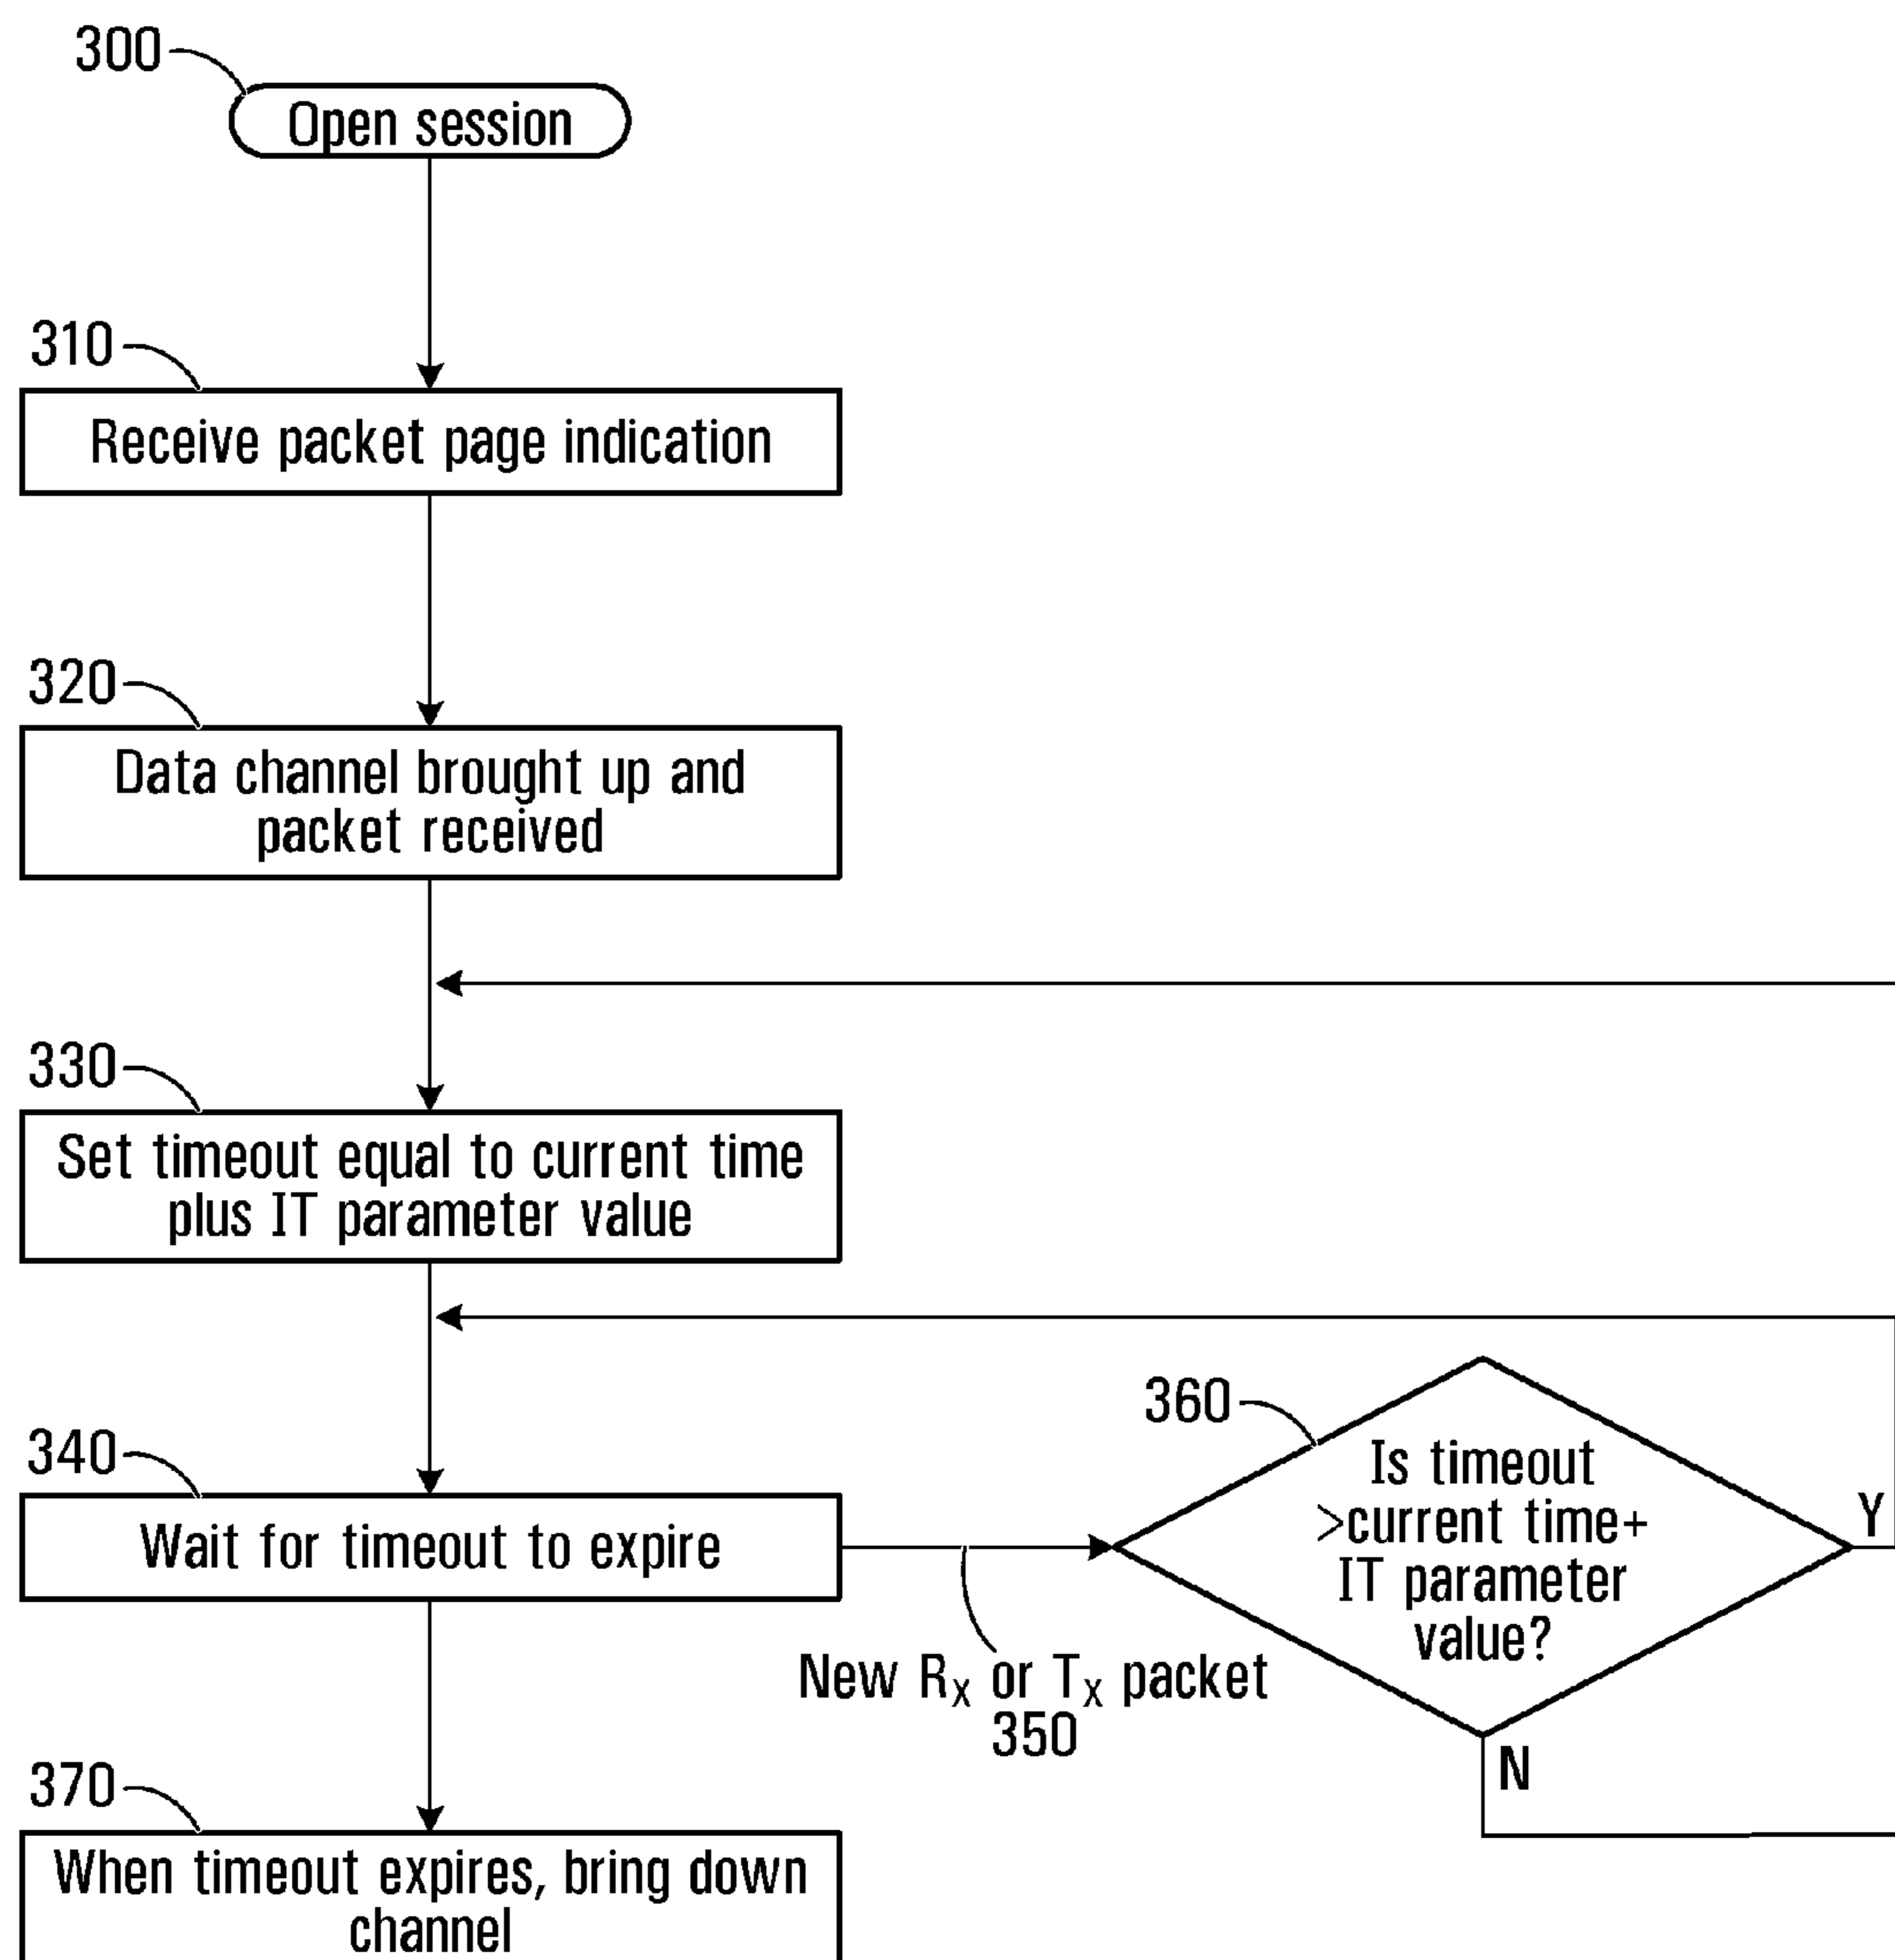 300
Open session
310
Receive packet page indication
320
Data channel brought up and
packet received
330
Set timeout equal to current time
plus IT parameter value
340
Wait for timeout to expire
New Rx or Tx packet
350
360
Is timeout
>current time+
IT parameter
value?
Y
N
370
When timeout expires, bring down
channel